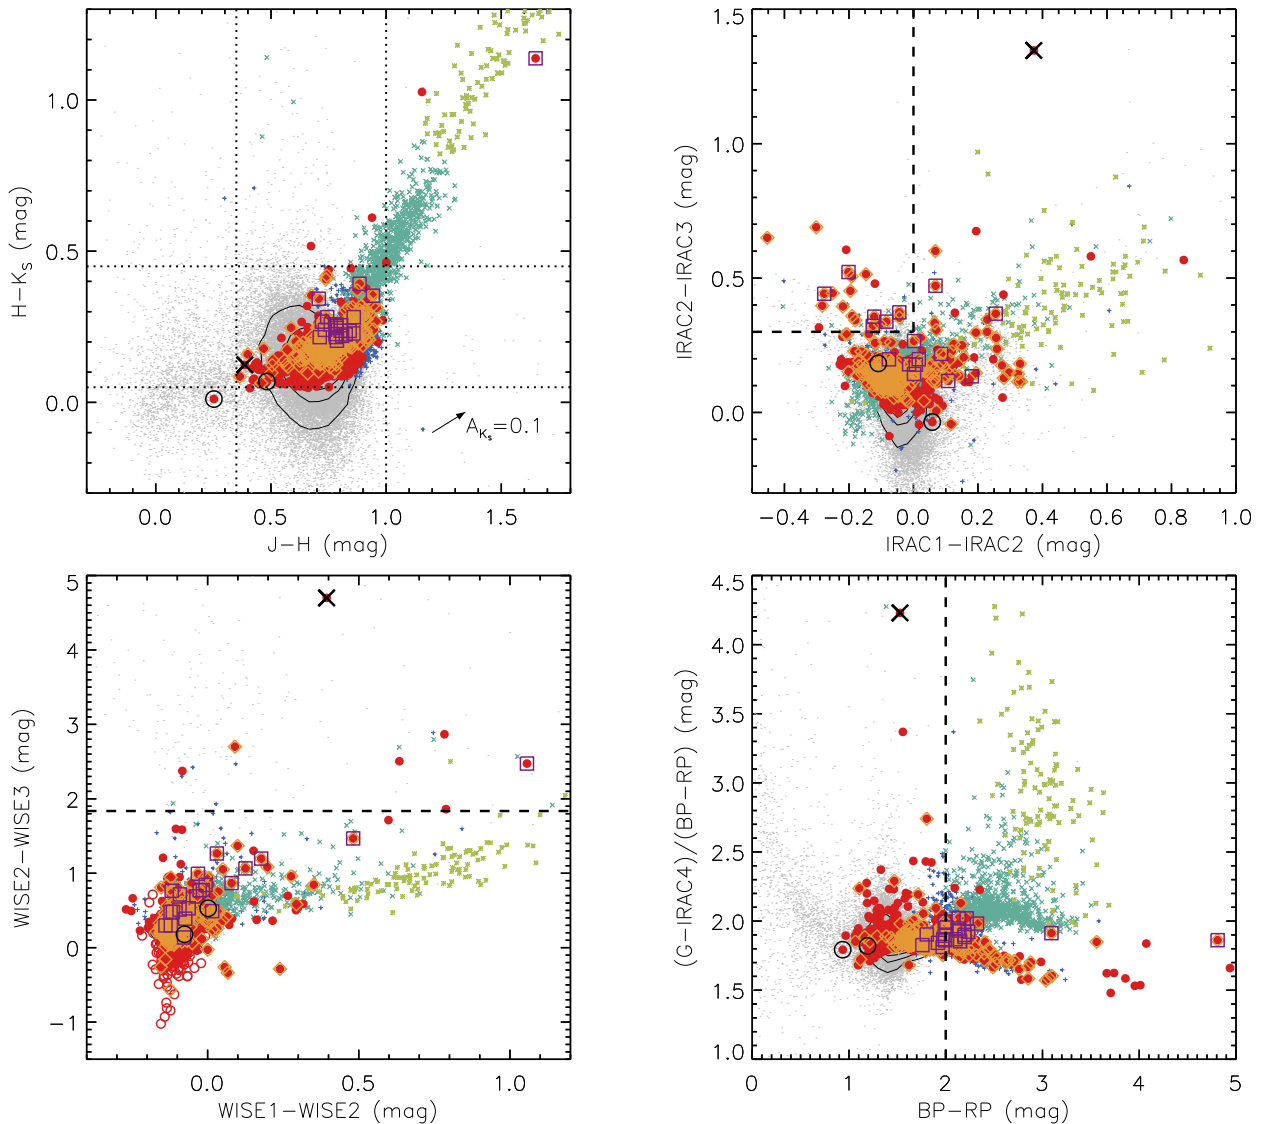 1.0
0.5
0.0
H−Ks (mag)
AKs=0.1
0.0 0.5 1.0 1.5
J−H (mag)
1.5
1.0
0.5
0.0
IRAC2−IRAC3 (mag)
−0.4 −0.2 0.0 0.2 0.4 0.6 0.8 1.0
IRAC1−IRAC2 (mag)
5
4
3
2
1
0
−1
WISE2−WISE3 (mag)
0.0 0.5 1.0
WISE1−WISE2 (mag)
4.5
4.0
3.5
3.0
2.5
2.0
1.5
1.0
(G−IRAC4)/(BP−RP) (mag)
0 1 2 3 4 5
BP−RP (mag)